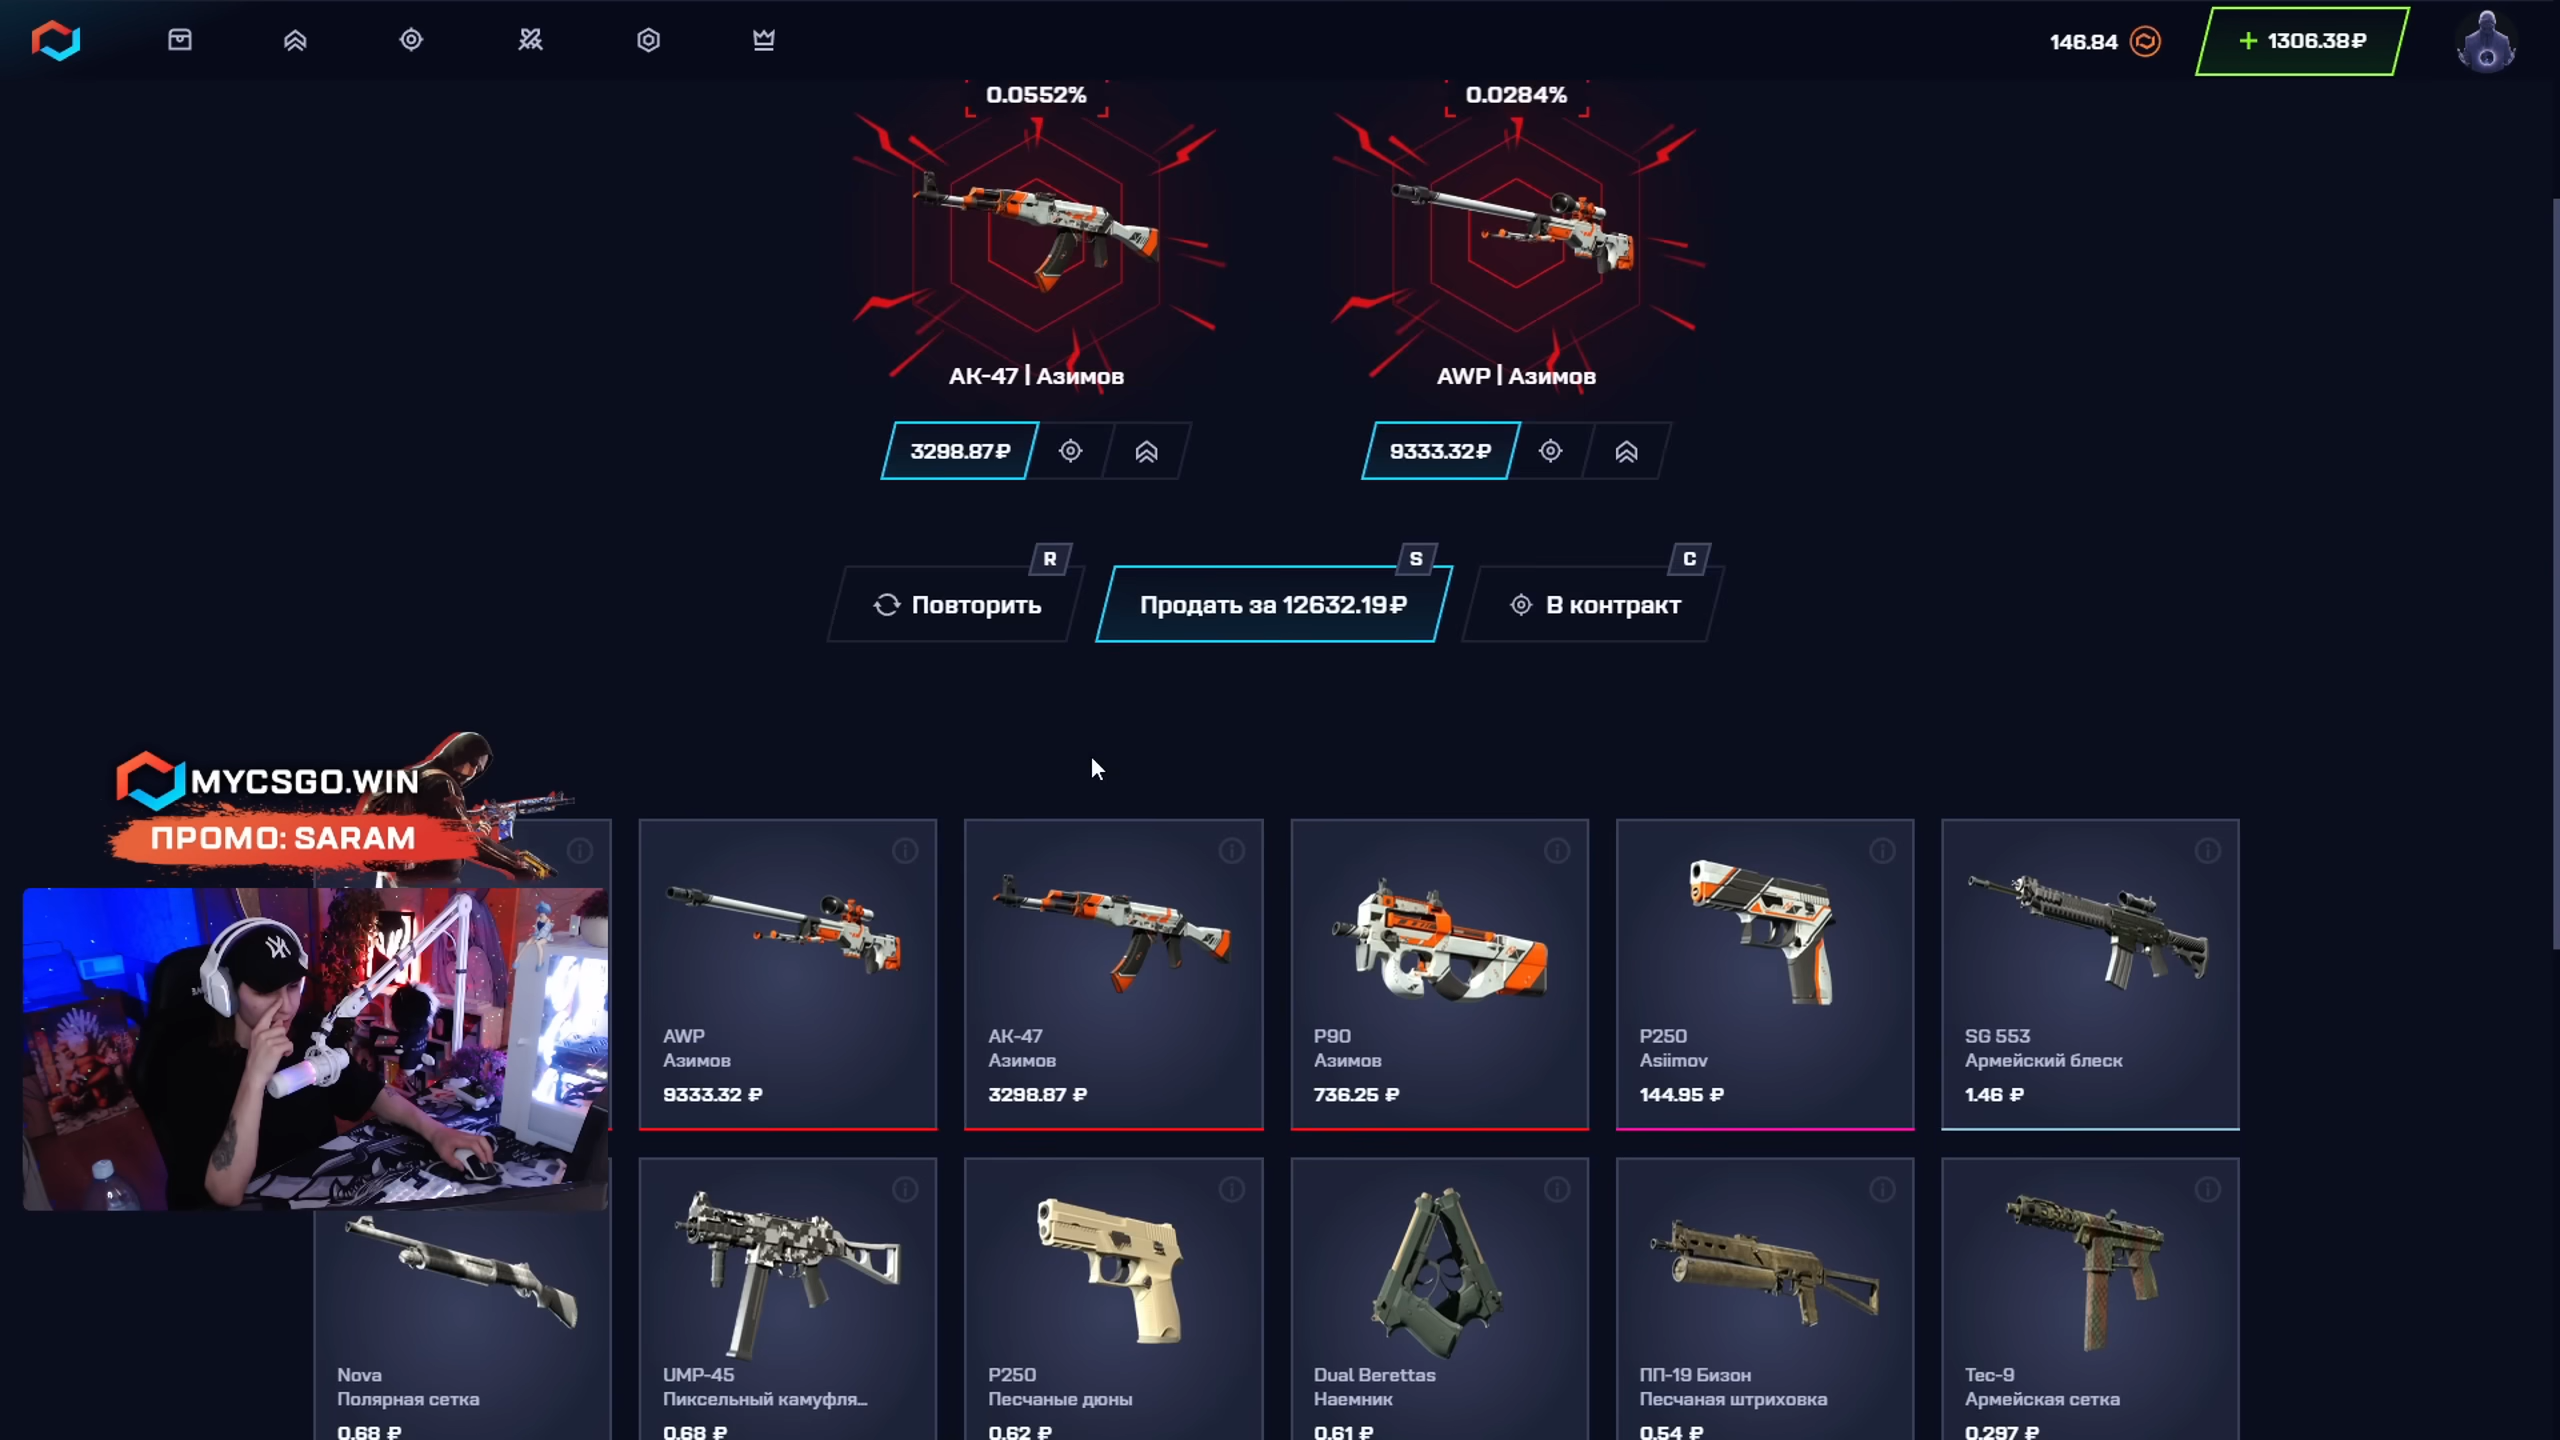 146.84
+ 1306.38₽
0.0552%
0.0284%
АК-47 | Азимов
AWP | Азимов
3298.87₽
9333.32₽
R
S
C
Повторить
Продать за 12632.19₽
В контракт
MYCSGO.WIN
ПРОМО: SARAM
AWP
Азимов
9333.32 ₽
АК-47
Азимов
3298.87 ₽
P90
Азимов
736.25 ₽
P250
Asiimov
144.95 ₽
SG 553
Армейский блеск
1.46 ₽
Nova
Полярная сетка
0.68 ₽
UMP-45
Пиксельный камуфля...
0.68 ₽
P250
Песчаные дюны
0.62 ₽
Dual Berettas
Наемник
0.61 ₽
ПП-19 Бизон
Песчаная штриховка
0.54 ₽
Tec-9
Армейская сетка
0.297 ₽